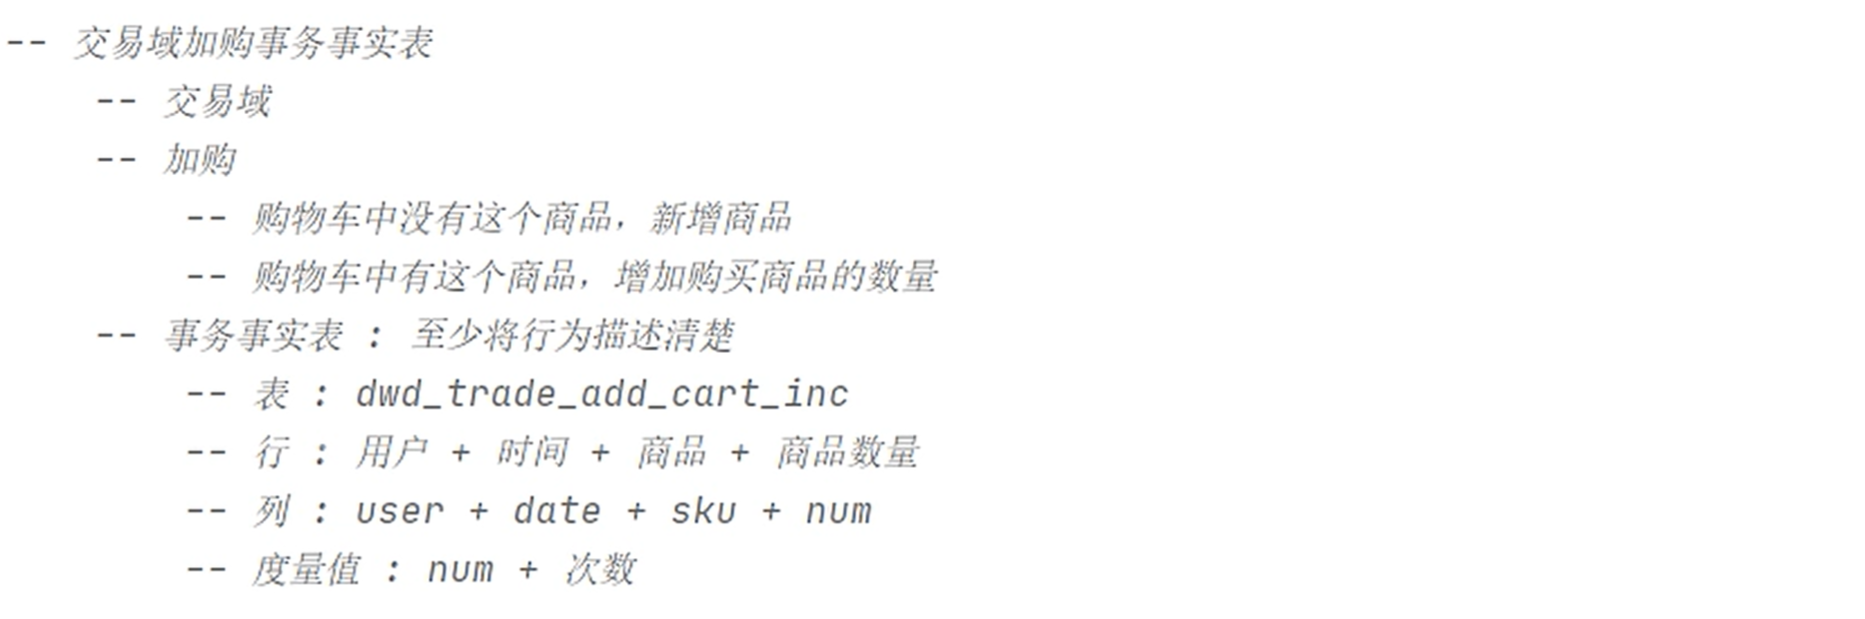 -- 交易域加购事务事实表
-- 交易域
-- 加购
-- 购物车中没有这个商品，新增商品
-- 购物车中有这个商品，增加购买商品的数量
-- 事务事实表 : 至少将行为描述清楚
-- 表 : dwd_trade_add_cart_inc
-- 行 : 用户 + 时间 + 商品 + 商品数量
-- 列 : user + date + sku + num
-- 度量值 : num + 次数